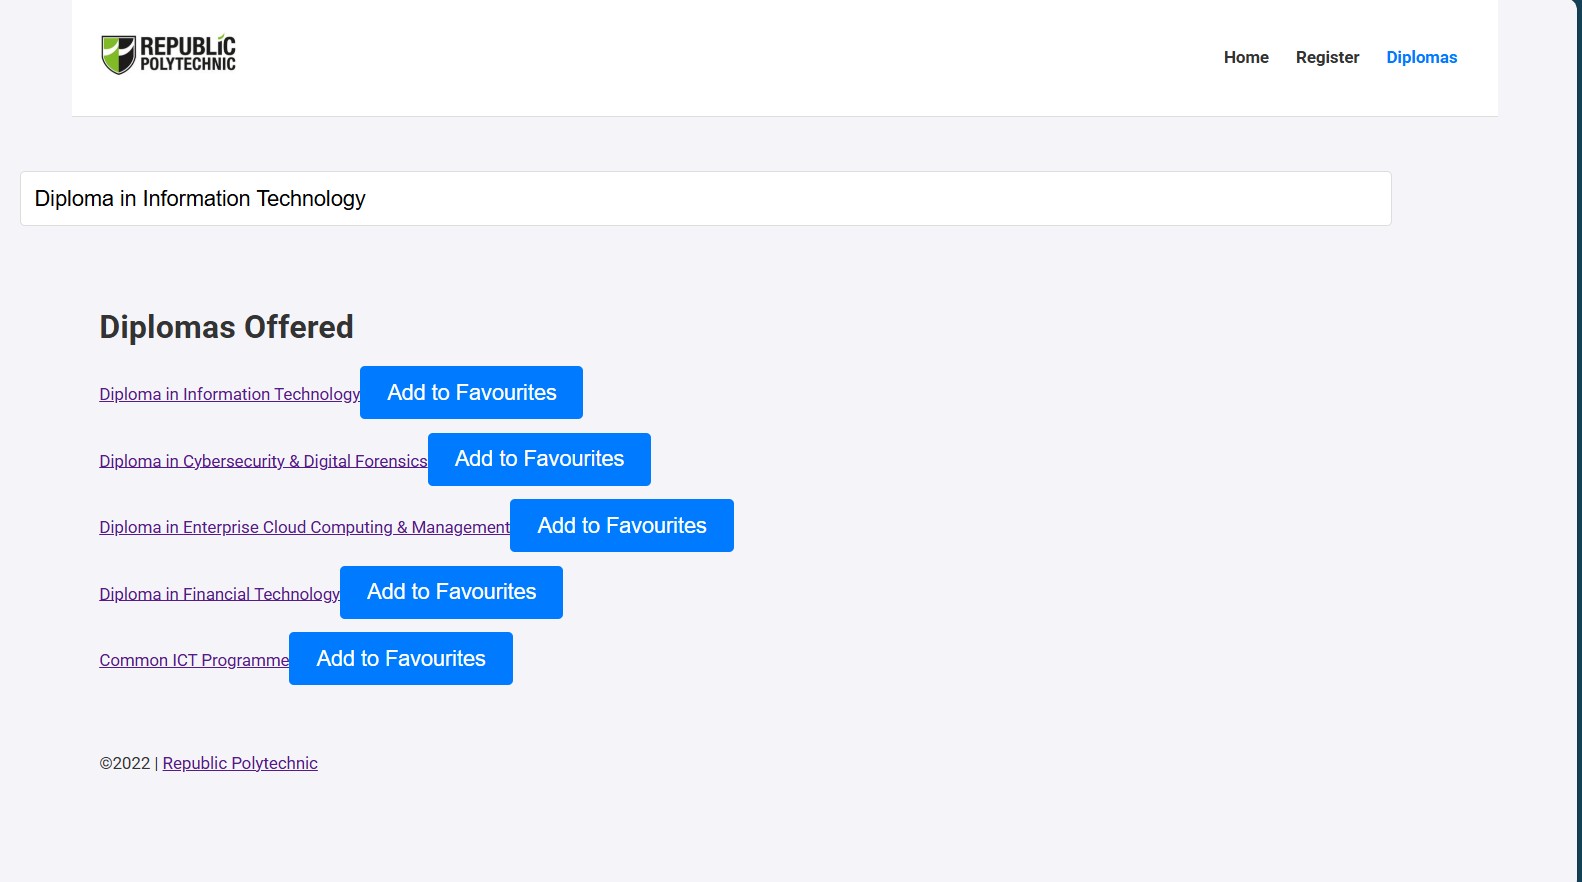 REPUBLIC
POLYTECHNIC
Home Register Diplomas
Diploma in Information Technology
Diplomas Offered
Diploma in Information Technology Add to Favourites
Diploma in Cybersecurity & Digital Forensics Add to Favourites
Diploma in Enterprise Cloud Computing & Management Add to Favourites
Diploma in Financial Technology Add to Favourites
Common ICT Programme Add to Favourites
©2022 | Republic Polytechnic